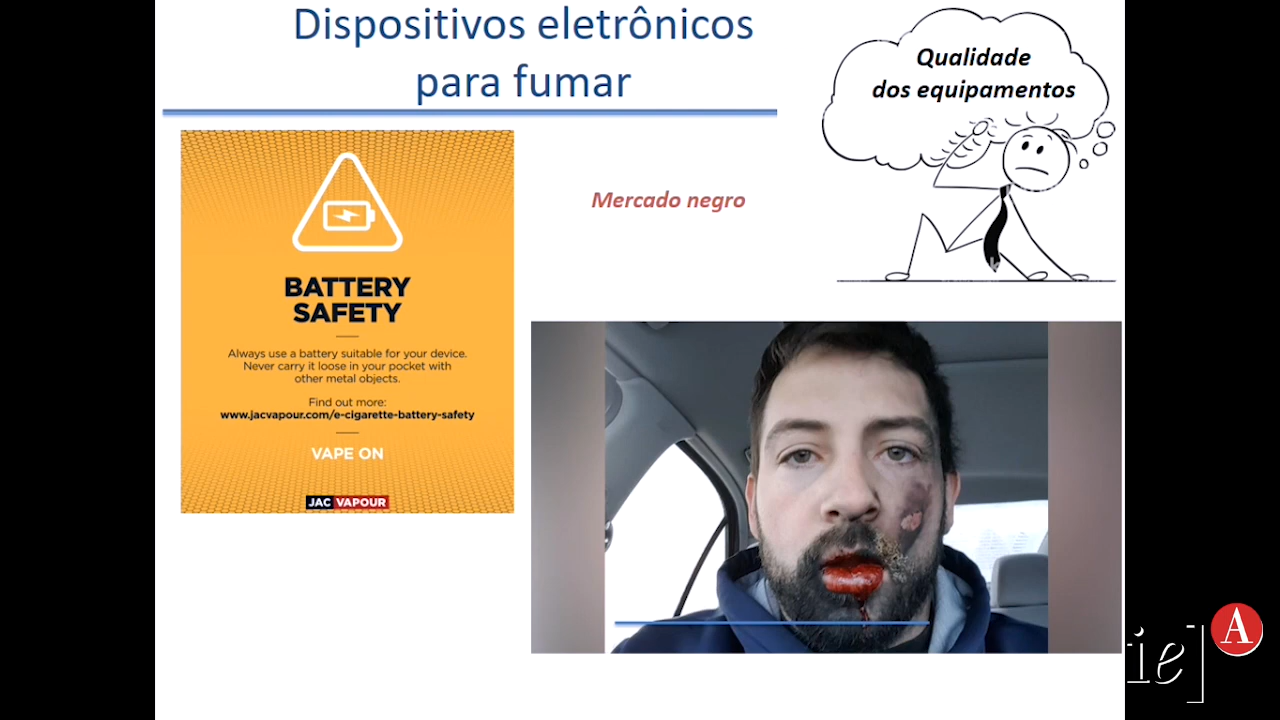 Dispositivos eletrônicos
para fumar
Qualidade
dos equipamentos
Mercado negro
BATTERY
SAFETY
Always use a battery suitable for your device.
Never carry it loose in your pocket with
other metal objects.
Find out more:
www.jacvapour.com/e-cigarette-battery-safety
VAPE ON
JAC VAPOUR
ie]
A